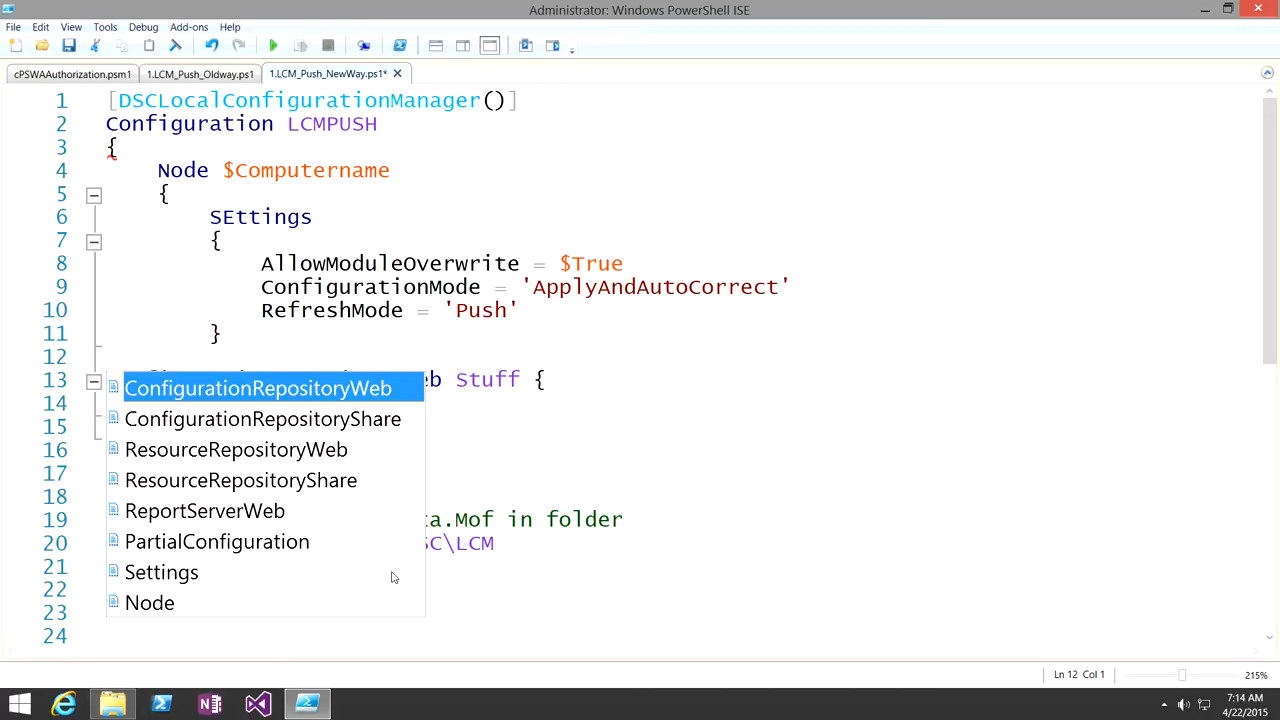 Administrator: Windows PowerShell ISE
File Edit View Tools Debug Add-ons Help
cPSWAAuthorization.psm1 1.LCM_Push_Oldway.ps1 1.LCM_Push_NewWay.ps1*
1 [DSCLocalConfigurationManager()]
2 Configuration LCMPUSH
3 {
4 Node $Computername
5 {
6 SEttings
7 {
8 AllowModuleOverwrite = $True
9 ConfigurationMode = 'ApplyAndAutoCorrect'
10 RefreshMode = 'Push'
11 }
12
13 Stuff {
ConfigurationRepositoryWeb
14
ConfigurationRepositoryShare
15
16 ResourceRepositoryWeb
17
ResourceRepositoryShare
18
ReportServerWeb
19 ta.Mof in folder
20 SC\LCM
PartialConfiguration
21
Settings
22
Node
23
24
Ln 12 Col 1 215%
7:14 AM
4/22/2015